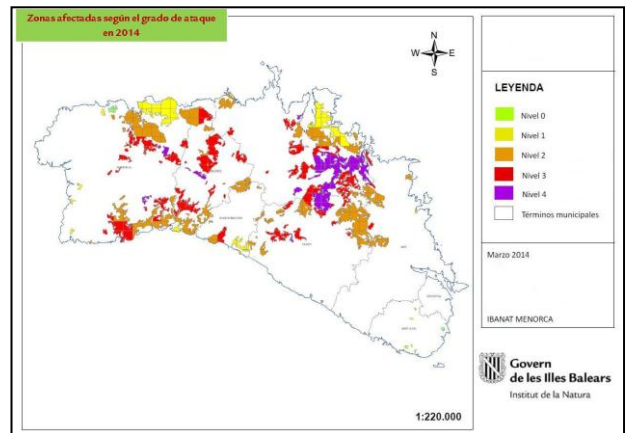 Zonas afectadas según el grado de ataque
en 2014
N
W E
S
LEYENDA
Nivel 0
Nivel 1
Nivel 2
Nivel 3
Nivel 4
Términos municipales
Marzo 2014
IBANAT MENORCA
Govern
de les Illes Balears
Institut de la Natura
1:220.000